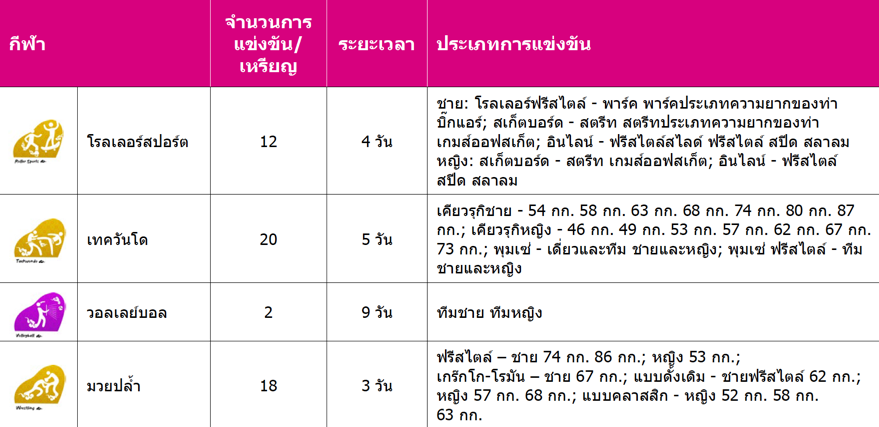 กีฬา
จำนวนการ
แข่งขัน/
เหรียญ
ระยะเวลา
ประเภทการแข่งขัน
Roller Sports
โรลเลอร์สปอร์ต
12
4 วัน
ชาย: โรลเลอร์ฟรีสไตล์ - พาร์ค พาร์คประเภทความยากของท่า
บิ๊กแอร์; สเก็ตบอร์ด - สตรีท สตรีทประเภทความยากของท่า
เกมส์ออฟสเก็ต; อินไลน์ - ฟรีสไตล์สไลด์ ฟรีสไตล์ สปีด สลาลม
หญิง: สเก็ตบอร์ด - สตรีท เกมส์ออฟสเก็ต; อินไลน์ - ฟรีสไตล์
สปีด สลาลม
Taekwondo
เทควันโด
20
5 วัน
เคียวรุกิชาย - 54 กก. 58 กก. 63 กก. 68 กก. 74 กก. 80 กก. 87
กก.; เคียวรุกิหญิง - 46 กก. 49 กก. 53 กก. 57 กก. 62 กก. 67 กก.
73 กก.; พุมเซ่ - เดี่ยวและทีม ชายและหญิง; พุมเซ่ ฟรีสไตล์ - ทีม
ชายและหญิง
Volleyball
วอลเลย์บอล
2
9 วัน
ทีมชาย ทีมหญิง
Wrestling
มวยปล้ำ
18
3 วัน
ฟรีสไตล์ – ชาย 74 กก. 86 กก.; หญิง 53 กก.;
เกร๊กโก-โรมัน – ชาย 67 กก.; แบบดั้งเดิม - ชายฟรีสไตล์ 62 กก.;
หญิง 57 กก. 68 กก.; แบบคลาสสิก - หญิง 52 กก. 58 กก.
63 กก.